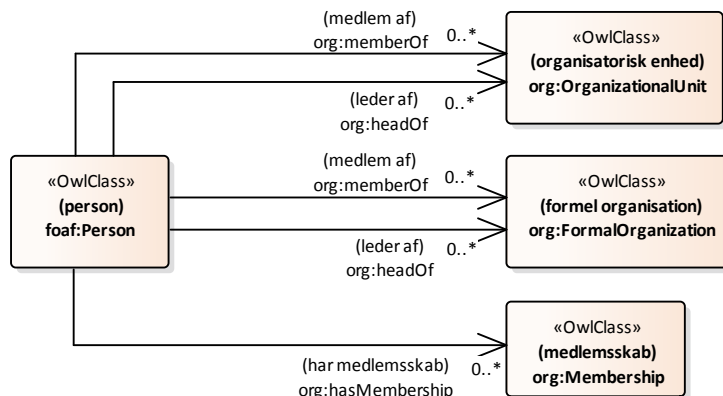 (medlem af)
org:memberOf
0..*
«OwlClass»
(organisatorisk enhed)
org:OrganizationalUnit
(leder af)
0..*
org:headOf
«OwlClass»
(person)
foaf:Person
(medlem af)
org:memberOf
0..*
«OwlClass»
(formel organisation)
org:FormalOrganization
(leder af)
0..*
org:headOf
«OwlClass»
(medlemsskab)
org:Membership
(har medlemsskab)
0..*
org:hasMembership